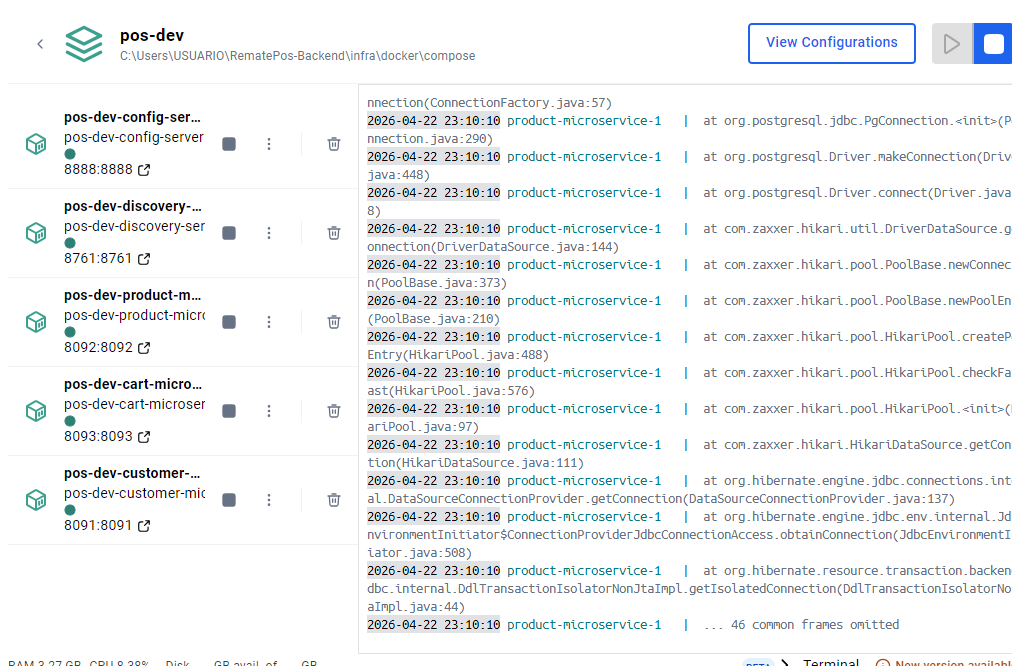 pos-dev
C:\Users\USUARIO\RematePos-Backend\infra\docker\compose
View Configurations
pos-dev-config-ser...
pos-dev-config-server
8888:8888
pos-dev-discovery-...
pos-dev-discovery-ser
8761:8761
pos-dev-product-m...
pos-dev-product-micro
8092:8092
pos-dev-cart-micro...
pos-dev-cart-microser
8093:8093
pos-dev-customer-...
pos-dev-customer-mic
8091:8091
nnection(ConnectionFactory.java:57)
2026-04-22 23:10:10 product-microservice-1 | at org.postgresql.jdbc.PgConnection.<init>(P
nnection.java:290)
2026-04-22 23:10:10 product-microservice-1 | at org.postgresql.Driver.makeConnection(Driv
java:448)
2026-04-22 23:10:10 product-microservice-1 | at org.postgresql.Driver.connect(Driver.java
8)
2026-04-22 23:10:10 product-microservice-1 | at com.zaxxer.hikari.util.DriverDataSource.g
onnection(DriverDataSource.java:144)
2026-04-22 23:10:10 product-microservice-1 | at com.zaxxer.hikari.pool.PoolBase.newConnec
n(PoolBase.java:373)
2026-04-22 23:10:10 product-microservice-1 | at com.zaxxer.hikari.pool.PoolBase.newPoolEn
(PoolBase.java:210)
2026-04-22 23:10:10 product-microservice-1 | at com.zaxxer.hikari.pool.HikariPool.createP
Entry(HikariPool.java:488)
2026-04-22 23:10:10 product-microservice-1 | at com.zaxxer.hikari.pool.HikariPool.checkFa
ast(HikariPool.java:576)
2026-04-22 23:10:10 product-microservice-1 | at com.zaxxer.hikari.pool.HikariPool.<init>(
ariPool.java:97)
2026-04-22 23:10:10 product-microservice-1 | at com.zaxxer.hikari.HikariDataSource.getCon
tion(HikariDataSource.java:111)
2026-04-22 23:10:10 product-microservice-1 | at org.hibernate.engine.jdbc.connections.int
al.DataSourceConnectionProvider.getConnection(DataSourceConnectionProvider.java:137)
2026-04-22 23:10:10 product-microservice-1 | at org.hibernate.engine.jdbc.env.internal.Jd
nvironmentInitiator$ConnectionProviderJdbcConnectionAccess.obtainConnection(JdbcEnvironmentI
iator.java:508)
2026-04-22 23:10:10 product-microservice-1 | at org.hibernate.resource.transaction.backen
dbc.internal.DdlTransactionIsolatorNonJtaImpl.getIsolatedConnection(DdlTransactionIsolatorNo
aImpl.java:44)
2026-04-22 23:10:10 product-microservice-1 | ... 46 common frames omitted
RAM 3.27 GB CPU 8.38% Disk GB avail. of GB
BETA
Terminal
New version availabl